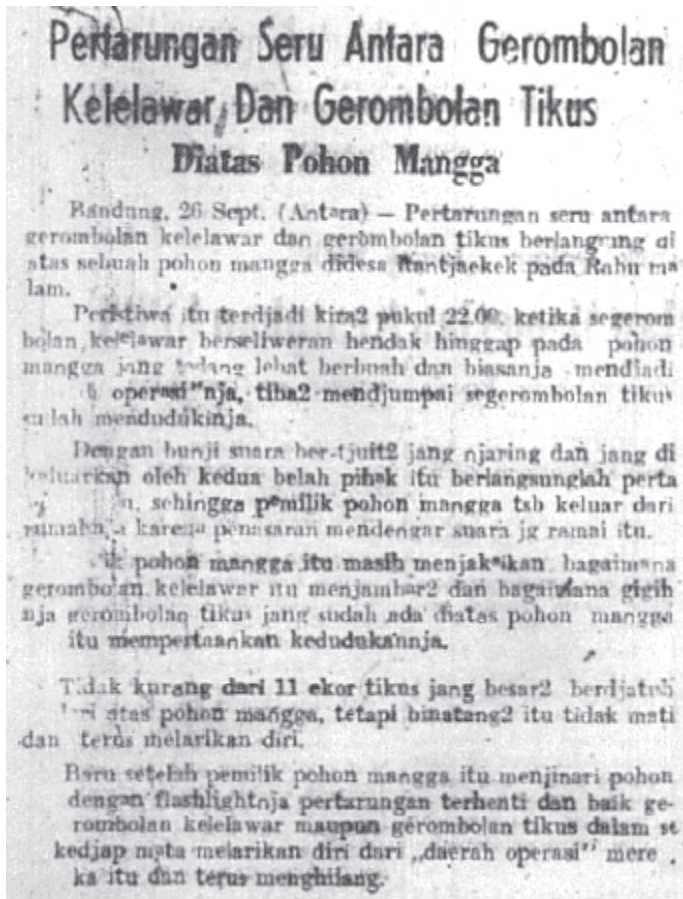 Pertarungan Seru Antara Gerombolan
Kelelawar, Dan Gerombolan Tikus
Diatas Pohon Mangga
Bandung, 26 Sept. (Antara) — Pertarungan seru antara
gerombolan kelelawar dan gerombolan tikus berlangsung di
atas sebuah pohon mangga didesa Rantjaekek pada Rabu ma
lam.
Peristiwa itu terdjadi kira2 pukul 22.00, ketika segerom
bolan kelelawar berseliweran hendak hinggap pada pohon
mangga jang sedang lebat berbuah dan biasanja mendjadi
operasi"nja, tiba2 mendjumpai segerombolan tikus
sudah mendudukinja.
Dengan bunji suara ber-tjuit2 jang njaring dan jang di
keluarkan oleh kedua belah pihak itu berlangsunglah perta
sehingga pemilik pohon mangga tsb keluar dari
rumahnja karena penasaran mendengar suara jg ramai itu.
pohon mangga itu masih menjaksikan bagaimana
gerombolan kelelawar itu menjambar2 dan bagaimana gigih
nja gerombolan tikus jang sudah ada diatas pohon mangga
itu mempertaankan kedudukannja.
Tidak kurang dari 11 ekor tikus jang besar2 berdjatuh
atas pohon mangga, tetapi binatang2 itu tidak mati
dan terus melarikan diri.
Baru setelah pemilik pohon mangga itu menjinari pohon
dengan flashlightnja pertarungan terhenti dan baik ge-
rombolan kelelawar maupun gerombolan tikus dalam se
kedjap mata melarikan diri dari „daerah operasi" mere
ka itu dan terus menghilang.